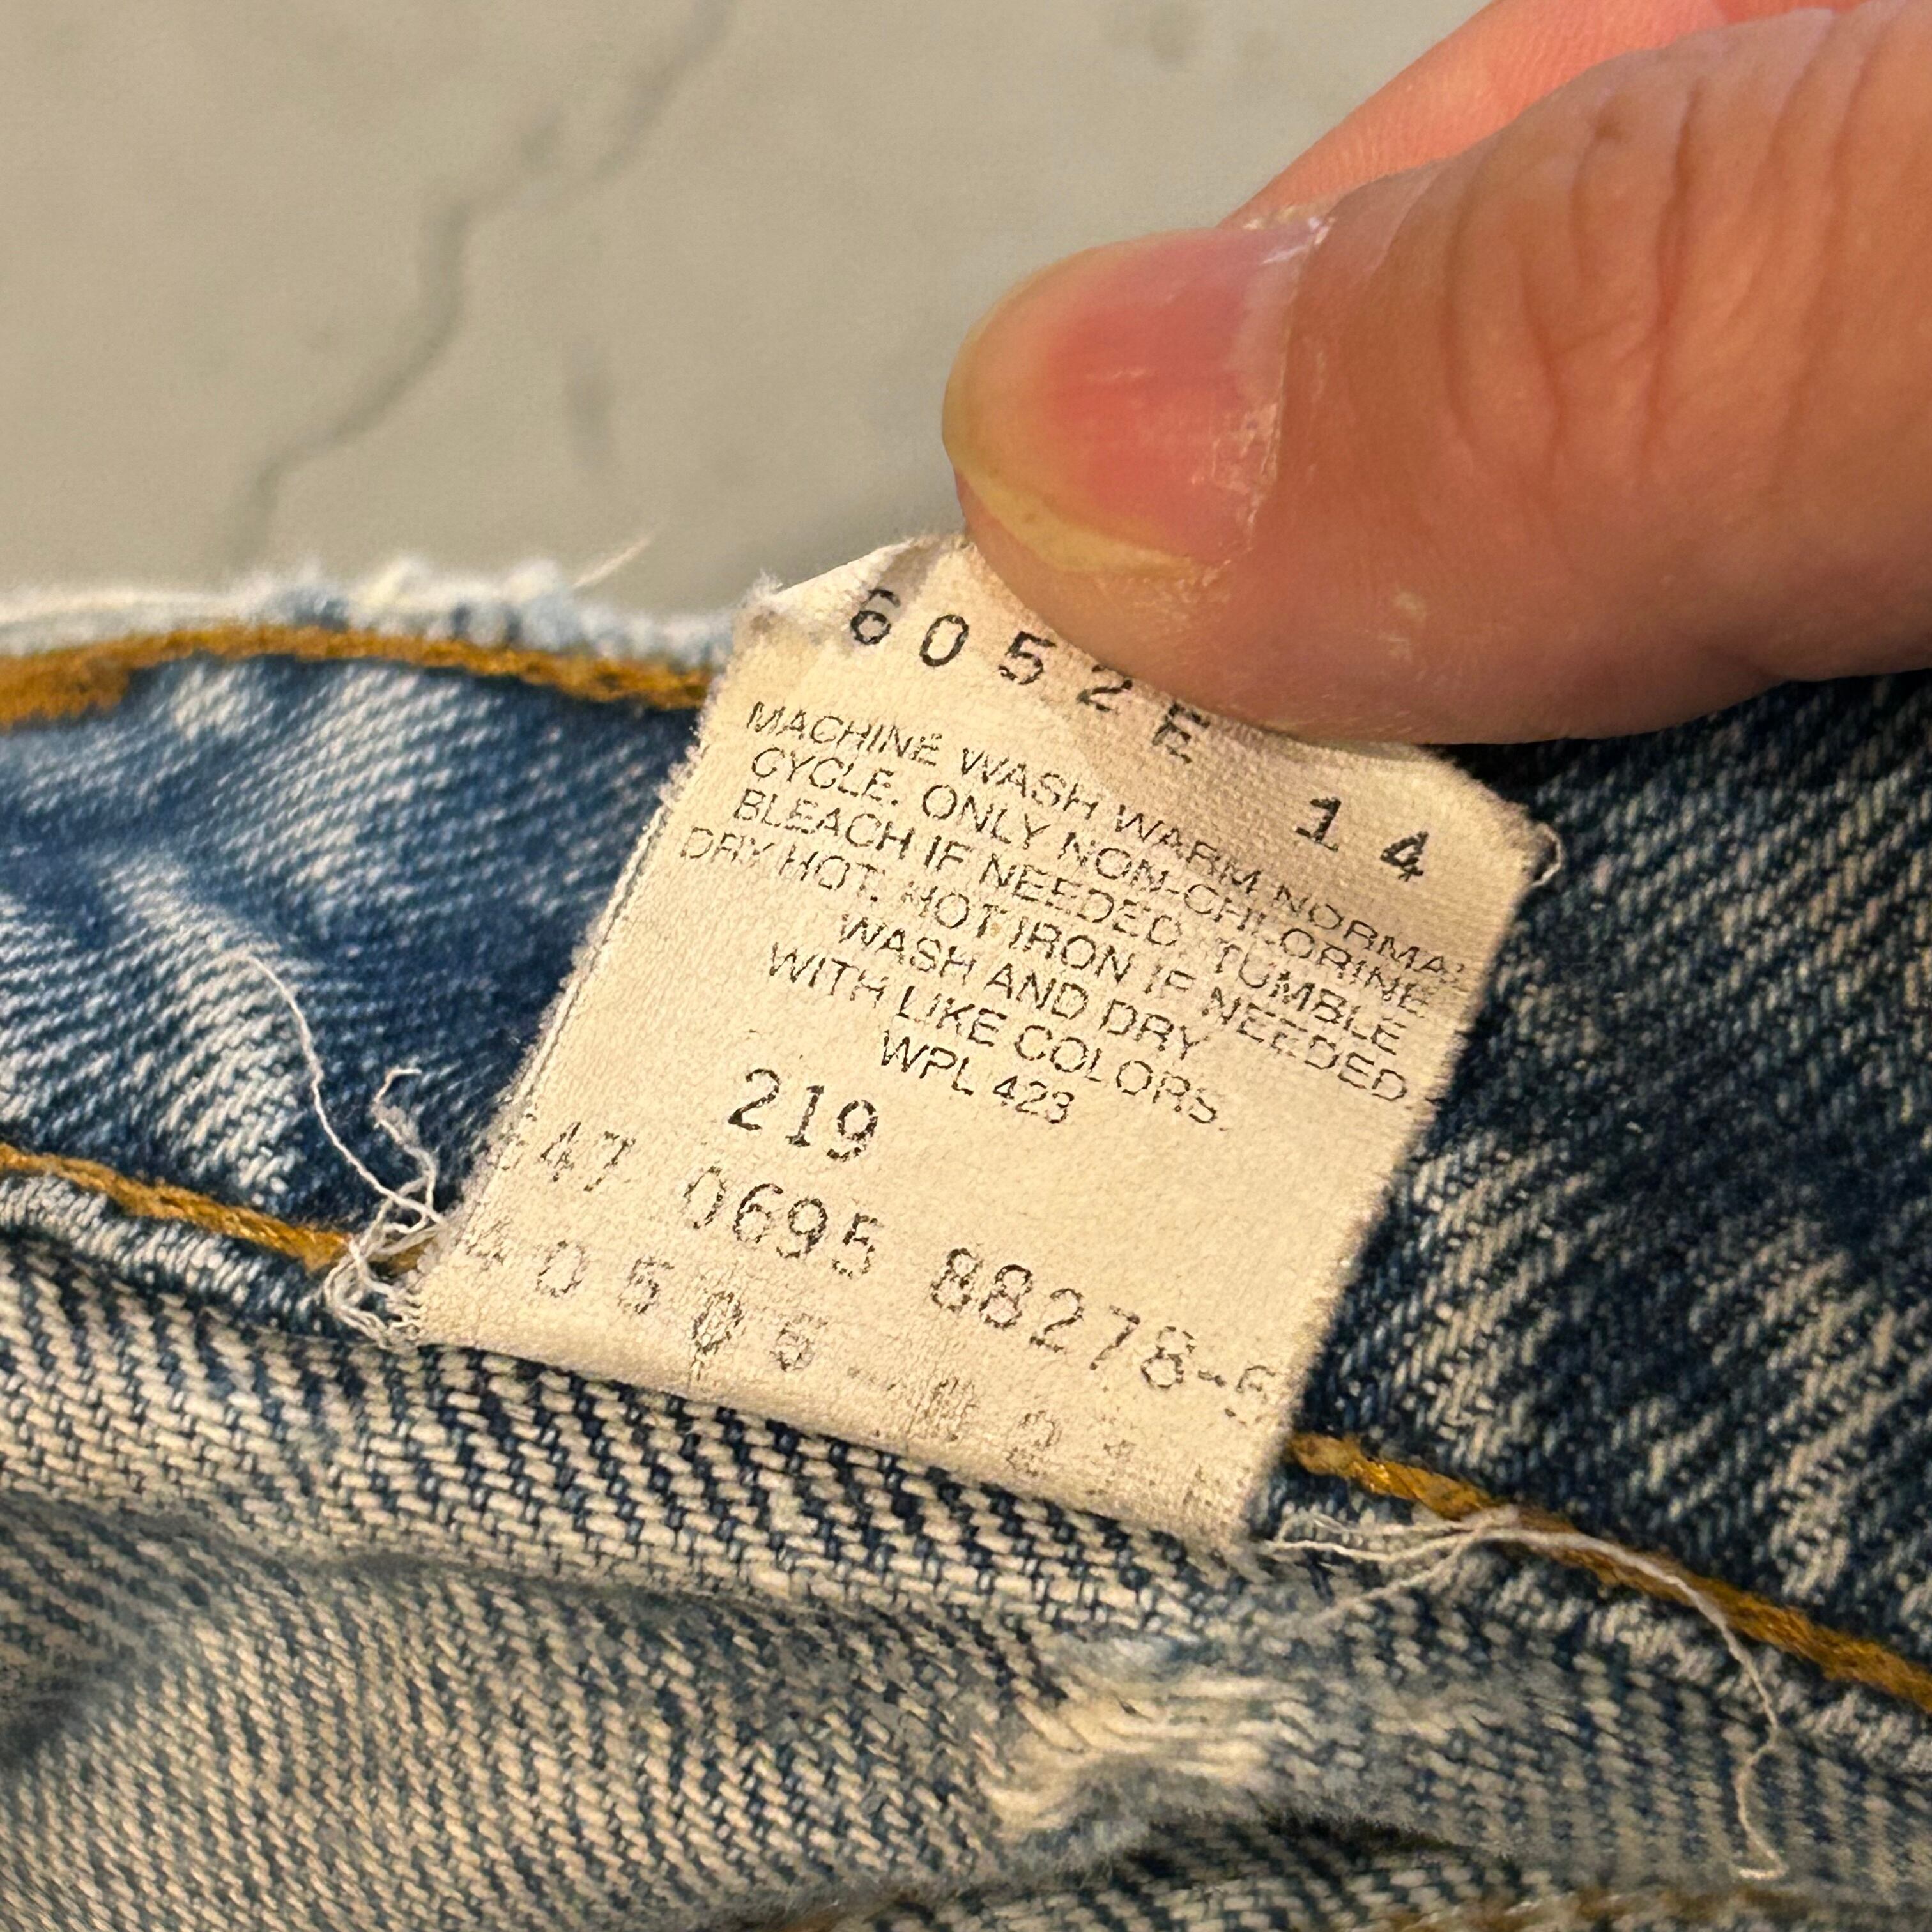 6052E 14
MACHINE WASH WARM NORMAL
CYCLE. ONLY NON-CHLORINE
BLEACH IF NEEDED. TUMBLE
DRY HOT. HOT IRON IF NEEDED.
WASH AND DRY
WITH LIKE COLORS.
WPL 423
219
0695 88278-
40505